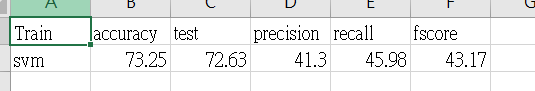 A B C D E F G
Train accuracy test precision recall fscore
svm 73.25 72.63 41.3 45.98 43.17